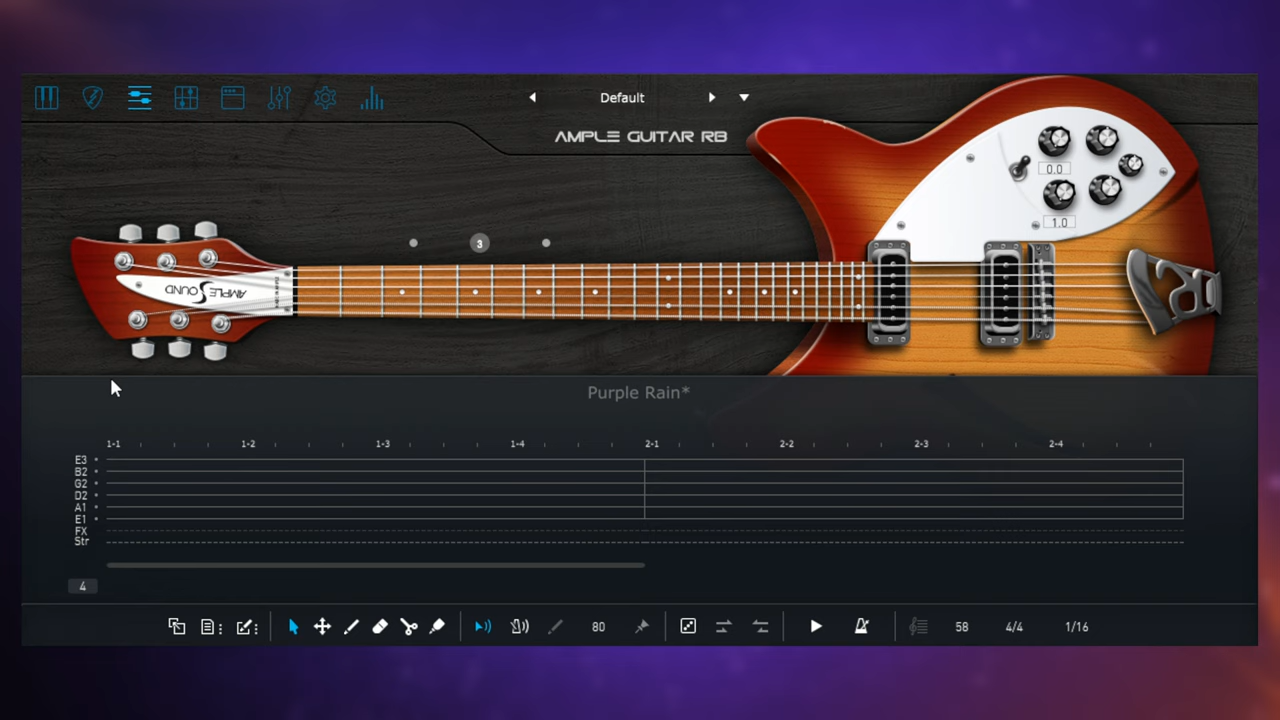 Default
AMPLE GUITAR RB
0.0
1.0
3
AMPLE SOUND
Purple Rain*
1-1 1-2 1-3 1-4 2-1 2-2 2-3 2-4
E3
B2
G2
D2
A1
E1
FX
Str
4
80 58 4/4 1/16